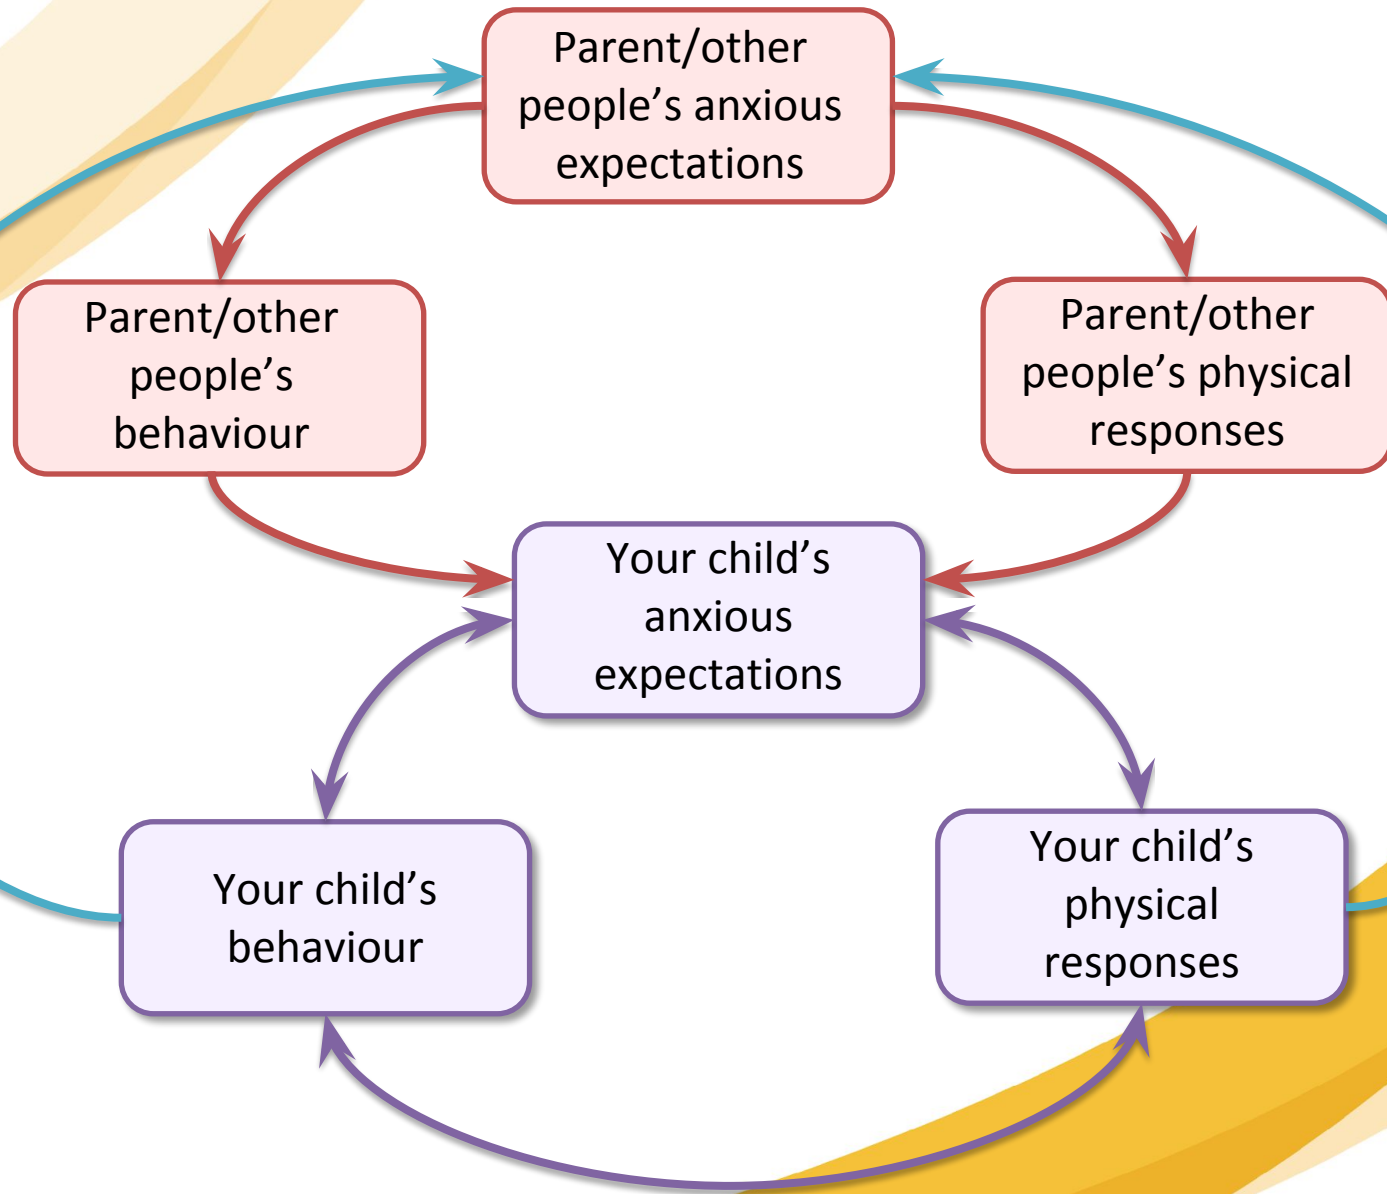 Parent/other
people’s anxious
expectations
Parent/other
people’s
behaviour
Parent/other
people’s physical
responses
Your child’s
anxious
expectations
Your child’s
behaviour
Your child’s
physical
responses